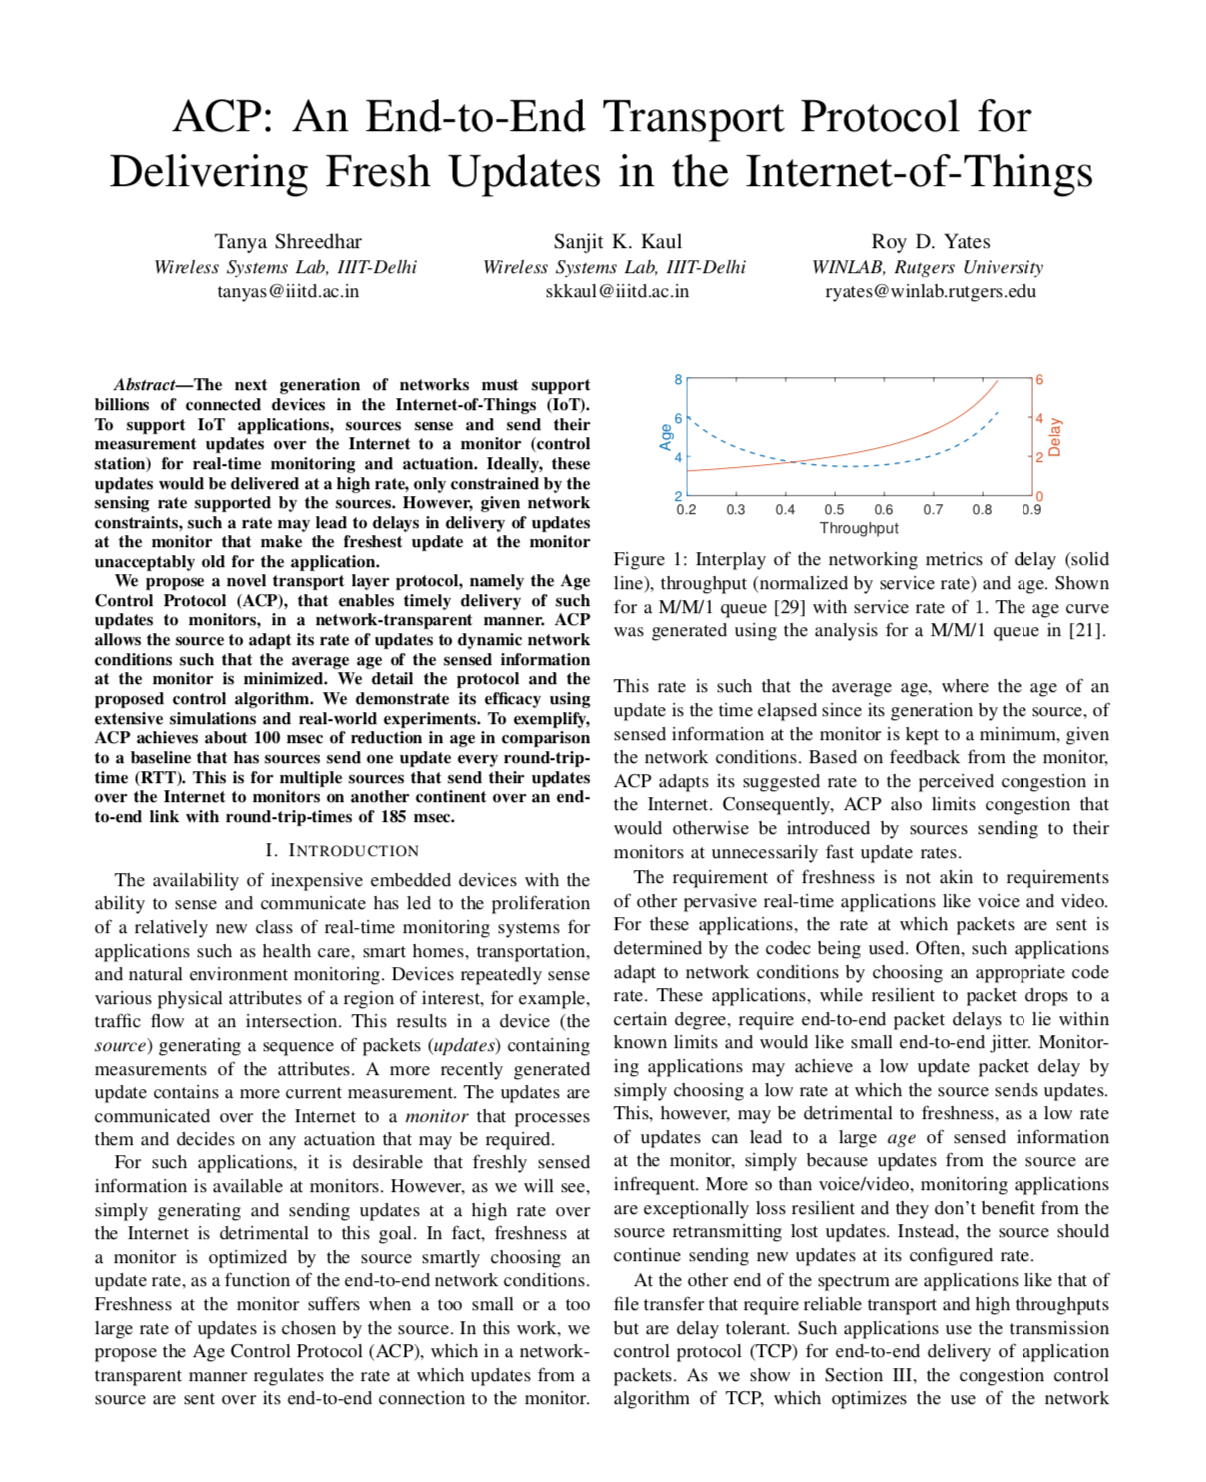 ACP: An End-to-End Transport Protocol for
Delivering Fresh Updates in the Internet-of-Things
Tanya Shreedhar
Wireless Systems Lab, IIIT-Delhi
tanyas@iiitd.ac.in
Sanjit K. Kaul
Wireless Systems Lab, IIIT-Delhi
skkaul@iiitd.ac.in
Roy D. Yates
WINLAB, Rutgers University
ryates@winlab.rutgers.edu
Abstract—The next generation of networks must support
billions of connected devices in the Internet-of-Things (IoT).
To support IoT applications, sources sense and send their
measurement updates over the Internet to a monitor (control
station) for real-time monitoring and actuation. Ideally, these
updates would be delivered at a high rate, only constrained by the
sensing rate supported by the sources. However, given network
constraints, such a rate may lead to delays in delivery of updates
at the monitor that make the freshest update at the monitor
unacceptably old for the application.
We propose a novel transport layer protocol, namely the Age
Control Protocol (ACP), that enables timely delivery of such
updates to monitors, in a network-transparent manner. ACP
allows the source to adapt its rate of updates to dynamic network
conditions such that the average age of the sensed information
at the monitor is minimized. We detail the protocol and the
proposed control algorithm. We demonstrate its efficacy using
extensive simulations and real-world experiments. To exemplify,
ACP achieves about 100 msec of reduction in age in comparison
to a baseline that has sources send one update every round-trip-
time (RTT). This is for multiple sources that send their updates
over the Internet to monitors on another continent over an end-
to-end link with round-trip-times of 185 msec.
I. INTRODUCTION
The availability of inexpensive embedded devices with the
ability to sense and communicate has led to the proliferation
of a relatively new class of real-time monitoring systems for
applications such as health care, smart homes, transportation,
and natural environment monitoring. Devices repeatedly sense
various physical attributes of a region of interest, for example,
traffic flow at an intersection. This results in a device (the
source) generating a sequence of packets (updates) containing
measurements of the attributes. A more recently generated
update contains a more current measurement. The updates are
communicated over the Internet to a monitor that processes
them and decides on any actuation that may be required.
For such applications, it is desirable that freshly sensed
information is available at monitors. However, as we will see,
simply generating and sending updates at a high rate over
the Internet is detrimental to this goal. In fact, freshness at
a monitor is optimized by the source smartly choosing an
update rate, as a function of the end-to-end network conditions.
Freshness at the monitor suffers when a too small or a too
large rate of updates is chosen by the source. In this work, we
propose the Age Control Protocol (ACP), which in a network-
transparent manner regulates the rate at which updates from a
source are sent over its end-to-end connection to the monitor.
8
6
4
2
Age
6
4
2
0
Delay
0.2 0.3 0.4 0.5 0.6 0.7 0.8 0.9
Throughput
Figure 1: Interplay of the networking metrics of delay (solid
line), throughput (normalized by service rate) and age. Shown
for a M/M/1 queue [29] with service rate of 1. The age curve
was generated using the analysis for a M/M/1 queue in [21].
This rate is such that the average age, where the age of an
update is the time elapsed since its generation by the source, of
sensed information at the monitor is kept to a minimum, given
the network conditions. Based on feedback from the monitor,
ACP adapts its suggested rate to the perceived congestion in
the Internet. Consequently, ACP also limits congestion that
would otherwise be introduced by sources sending to their
monitors at unnecessarily fast update rates.
The requirement of freshness is not akin to requirements
of other pervasive real-time applications like voice and video.
For these applications, the rate at which packets are sent is
determined by the codec being used. Often, such applications
adapt to network conditions by choosing an appropriate code
rate. These applications, while resilient to packet drops to a
certain degree, require end-to-end packet delays to lie within
known limits and would like small end-to-end jitter. Monitor-
ing applications may achieve a low update packet delay by
simply choosing a low rate at which the source sends updates.
This, however, may be detrimental to freshness, as a low rate
of updates can lead to a large age of sensed information
at the monitor, simply because updates from the source are
infrequent. More so than voice/video, monitoring applications
are exceptionally loss resilient and they don't benefit from the
source retransmitting lost updates. Instead, the source should
continue sending new updates at its configured rate.
At the other end of the spectrum are applications like that of
file transfer that require reliable transport and high throughputs
but are delay tolerant. Such applications use the transmission
control protocol (TCP) for end-to-end delivery of application
packets. As we show in Section III, the congestion control
algorithm of TCP, which optimizes the use of the network